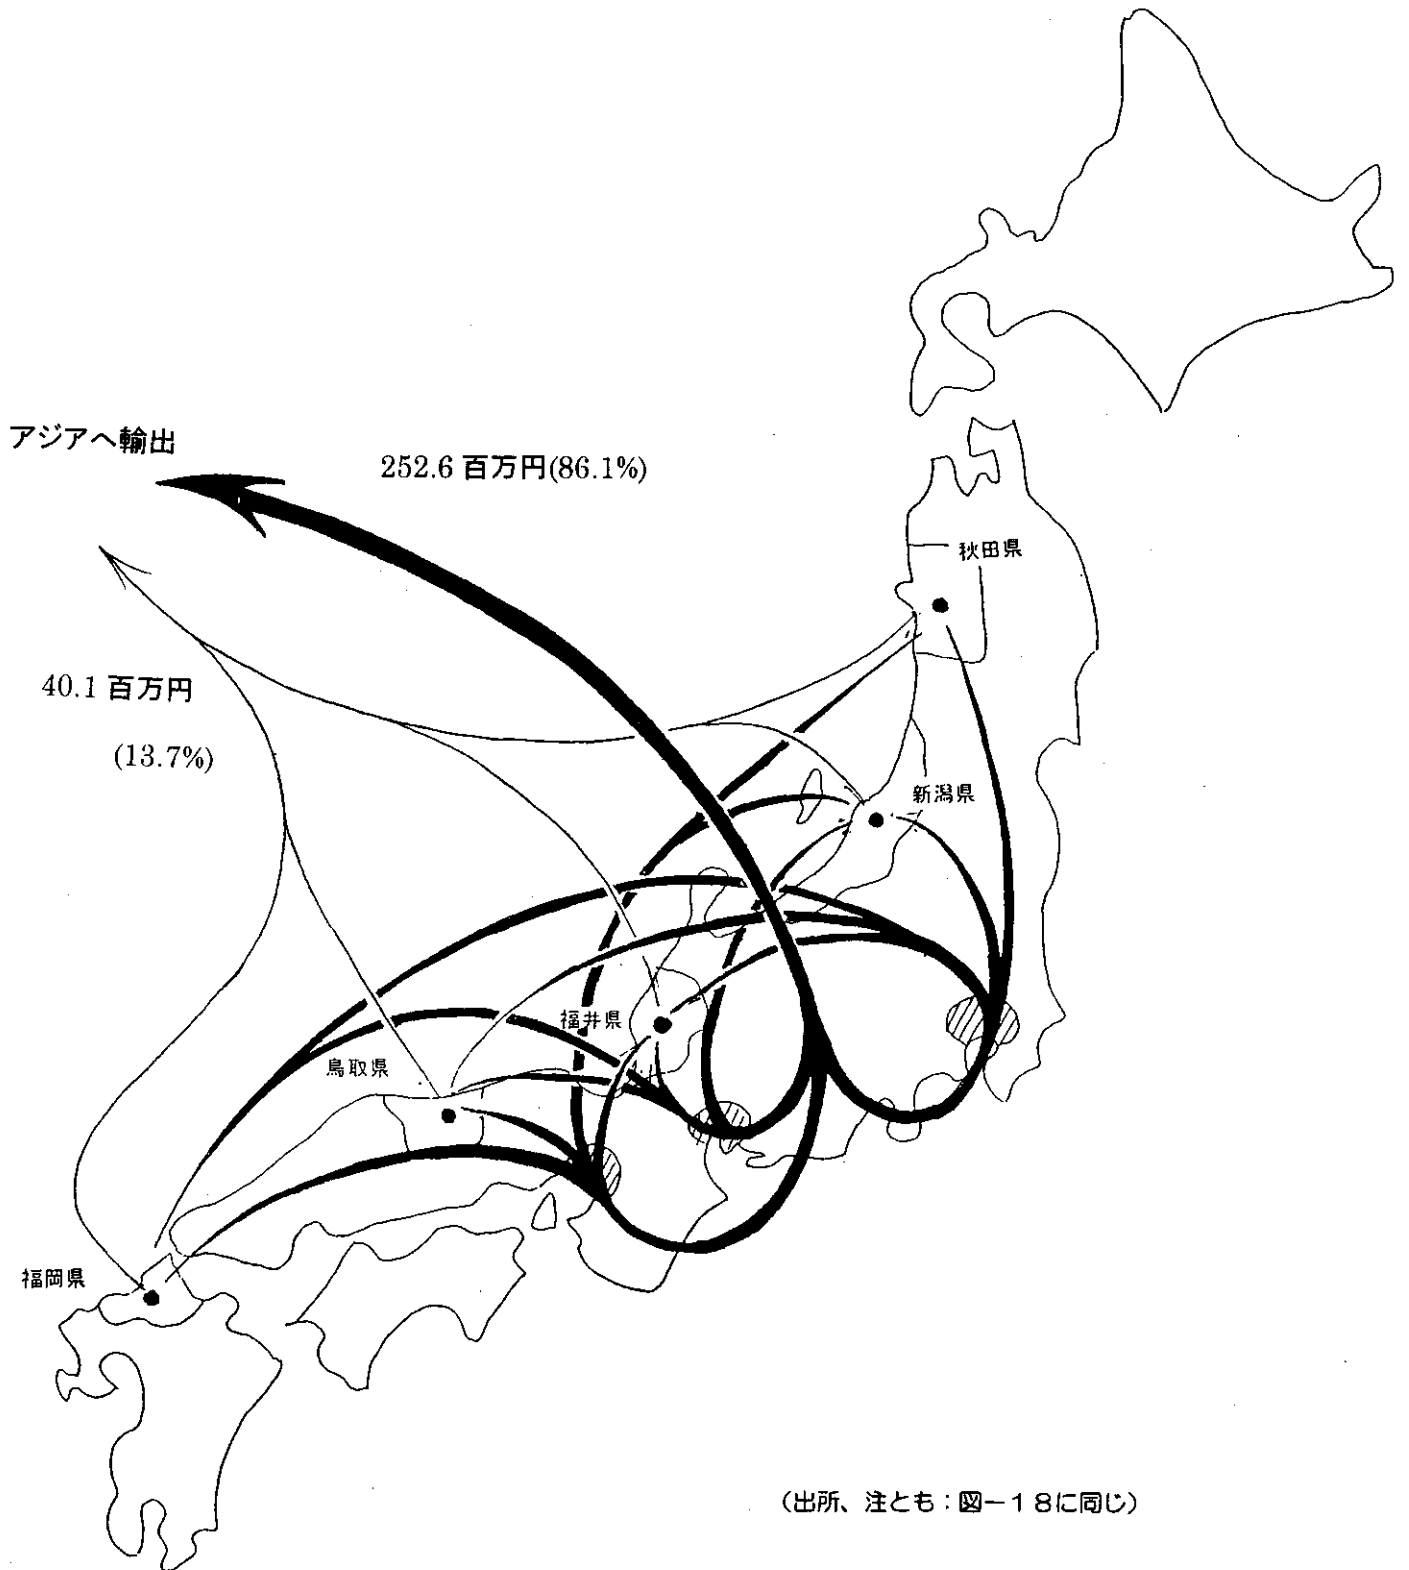 アジアへ輸出
252.6 百万円(86.1%)
秋田県
40.1 百万円
(13.7%)
新潟県
福井県
鳥取県
福岡県
(出所、注とも：図－１８に同じ)